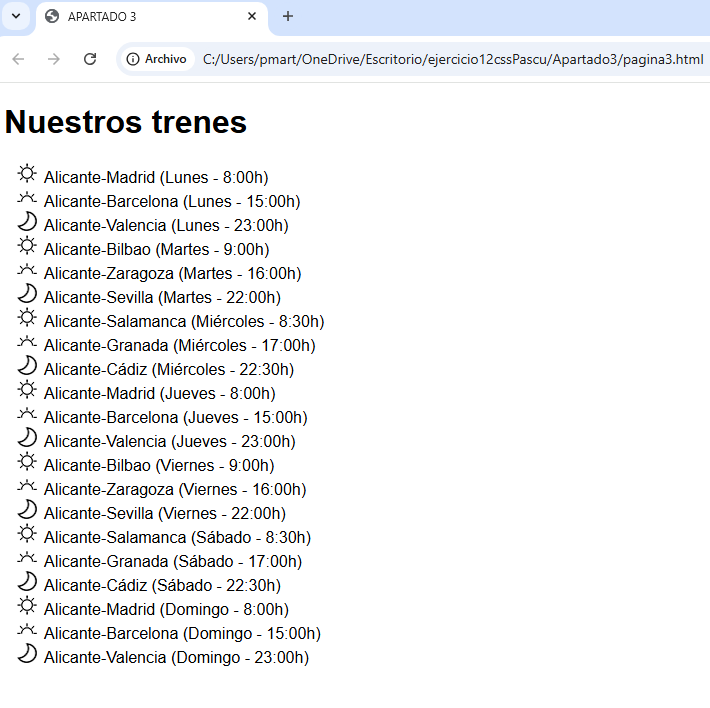 APARTADO 3
Archivo C:/Users/pmart/OneDrive/Escritorio/ejercicio12cssPascu/Apartado3/pagina3.html
Nuestros trenes
Alicante-Madrid (Lunes - 8:00h)
Alicante-Barcelona (Lunes - 15:00h)
Alicante-Valencia (Lunes - 23:00h)
Alicante-Bilbao (Martes - 9:00h)
Alicante-Zaragoza (Martes - 16:00h)
Alicante-Sevilla (Martes - 22:00h)
Alicante-Salamanca (Miércoles - 8:30h)
Alicante-Granada (Miércoles - 17:00h)
Alicante-Cádiz (Miércoles - 22:30h)
Alicante-Madrid (Jueves - 8:00h)
Alicante-Barcelona (Jueves - 15:00h)
Alicante-Valencia (Jueves - 23:00h)
Alicante-Bilbao (Viernes - 9:00h)
Alicante-Zaragoza (Viernes - 16:00h)
Alicante-Sevilla (Viernes - 22:00h)
Alicante-Salamanca (Sábado - 8:30h)
Alicante-Granada (Sábado - 17:00h)
Alicante-Cádiz (Sábado - 22:30h)
Alicante-Madrid (Domingo - 8:00h)
Alicante-Barcelona (Domingo - 15:00h)
Alicante-Valencia (Domingo - 23:00h)